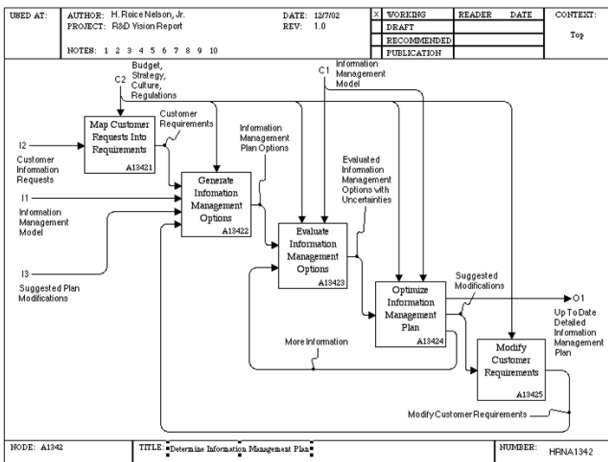 USED AT:
AUTHOR: H. Roice Nelson, Jr.
DATE: 12/7/02
PROJECT: R&D Vision Report
REV: 1.0
NOTES: 1 2 3 4 5 6 7 8 9 10
X WORKING
DRAFT
RECOMMENDED
PUBLICATION
READER DATE
CONTEXT:
Top
C2
Budget,
Strategy,
Culture,
Regulations
C1
Information
Management
Model
Map Customer
Requests Into
Requirements
A13421
Customer
Requirements
I2
Customer
Information
Requests
I1
Information
Management
Model
I3
Suggested Plan
Modifications
Generate
Information
Management
Options
A13422
Information
Management
Plan Options
Evaluate
Information
Management
Options
A13423
Evaluated
Information
Management
Options with
Uncertainties
Optimize
Information
Management
Plan
A13424
Suggested
Modifications
O1
Up To Date
Detailed
Information
Management
Plan
More Information
Modify
Customer
Requirements
A13425
Modify Customer Requirements
NODE: A1342
TITLE: Determine Information Management Plan
NUMBER: HRNA1342